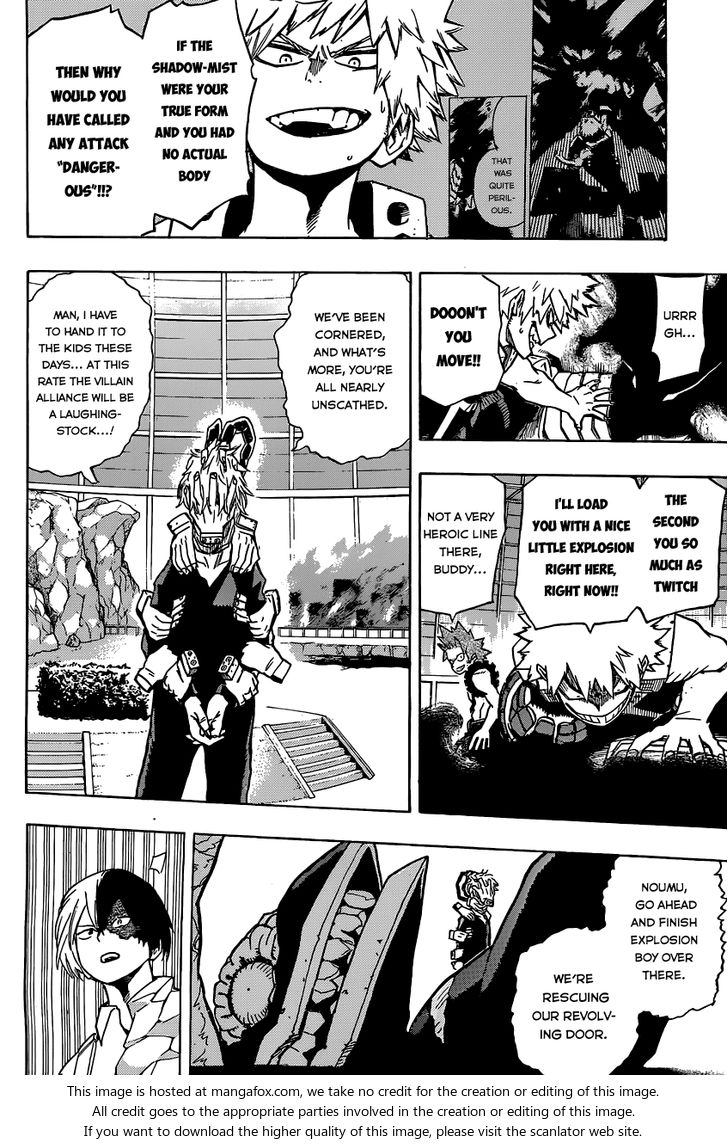 THAT
WAS
QUITE
PERIL-
OUS.
IF THE
SHADOW-MIST
WERE YOUR
TRUE FORM
AND YOU HAD
NO ACTUAL
BODY
THEN WHY
WOULD YOU
HAVE CALLED
ANY ATTACK
"DANGER-
OUS"!!?
URRR
GH...
DOOON'T
YOU
MOVE!!
THE
SECOND
YOU SO
MUCH AS
TWITCH
I'LL LOAD
YOU WITH A NICE
LITTLE EXPLOSION
RIGHT HERE,
RIGHT NOW!!
NOT A VERY
HEROIC LINE
THERE,
BUDDY...
WE'VE BEEN
CORNERED,
AND WHAT'S
MORE, YOU'RE
ALL NEARLY
UNSCATHED.
MAN, I HAVE
TO HAND IT TO
THE KIDS THESE
DAYS... AT THIS
RATE THE VILLAIN
ALLIANCE WILL BE
A LAUGHING-
STOCK...!
NOUMU,
GO AHEAD
AND FINISH
EXPLOSION
BOY OVER
THERE.
WE'RE
RESCUING
OUR REVOLV-
ING DOOR.
This image is hosted at mangafox.com, we take no credit for the creation or editing of this image.
All credit goes to the appropriate parties involved in the creation or editing of this image.
If you want to download the higher quality of this image, please visit the scanlator web site.